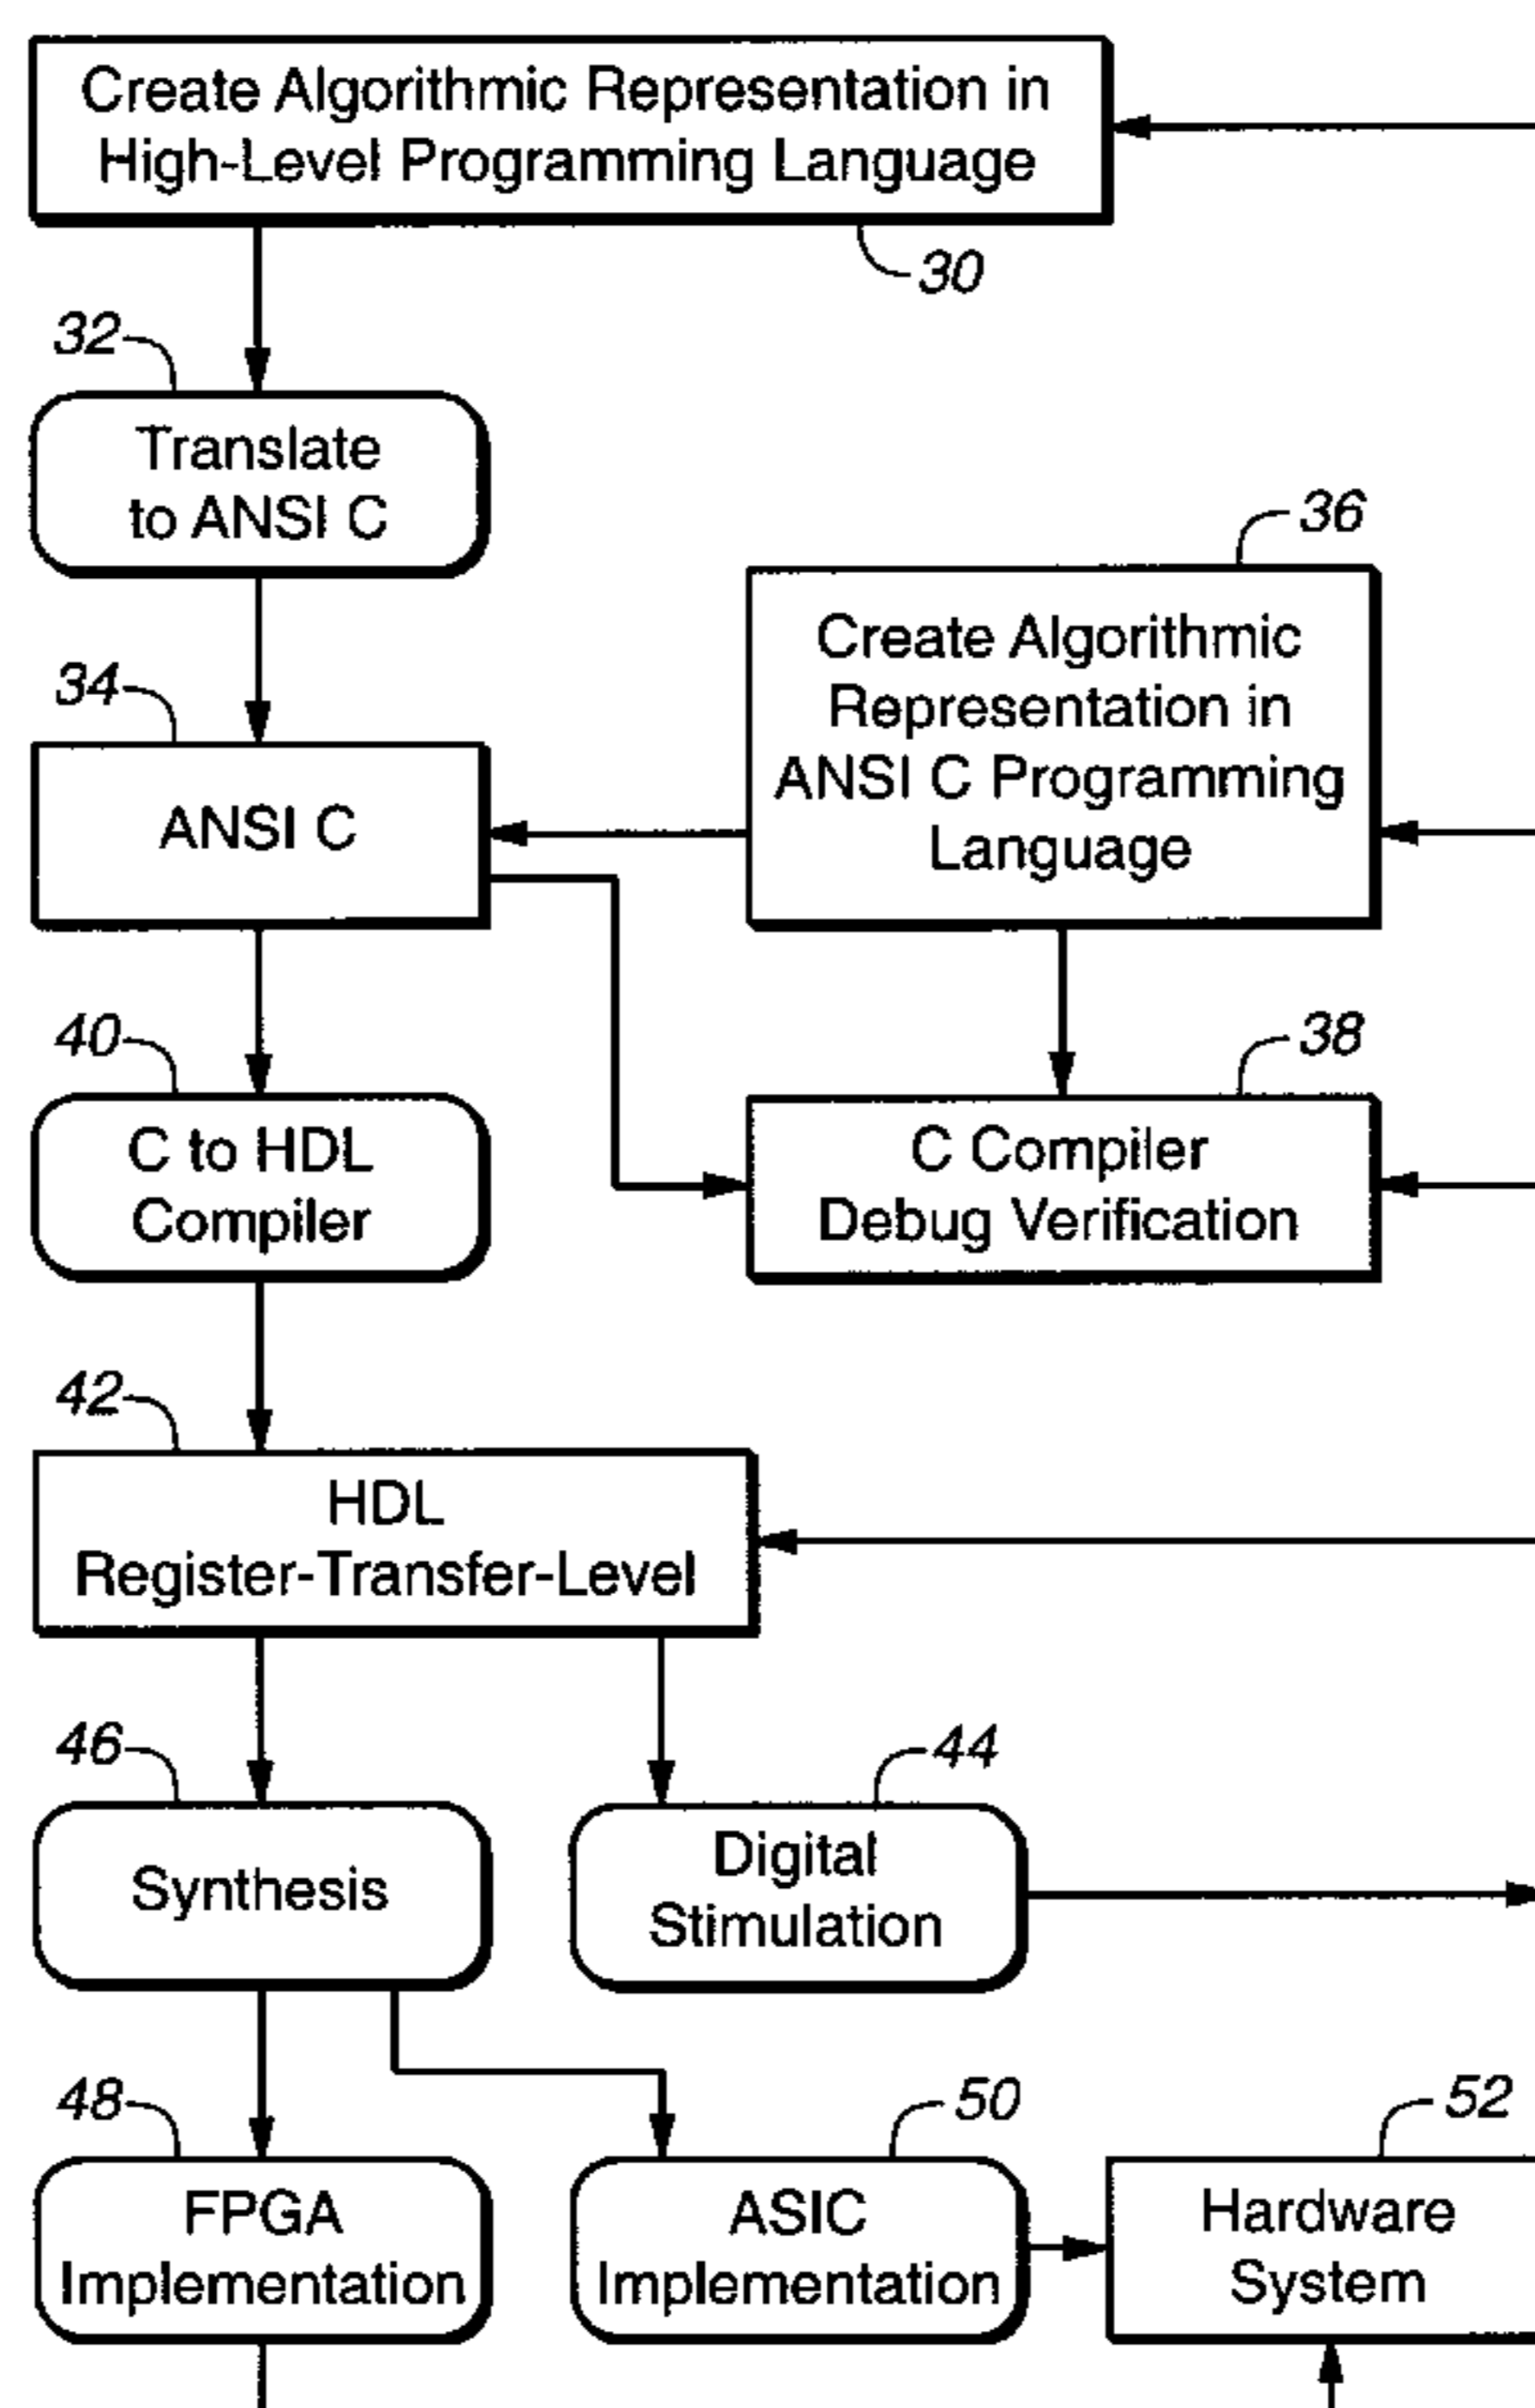 Create Algorithmic Representation in
High-Level Programming Language
30
32
Translate
to ANSI C
36
Create Algorithmic
Representation in
ANSI C Programming
Language
34
ANSI C
40
C to HDL
Compiler
38
C Compiler
Debug Verification
42
HDL
Register-Transfer-Level
46
Synthesis
44
Digital
Stimulation
48
FPGA
Implementation
50
ASIC
Implementation
52
Hardware
System